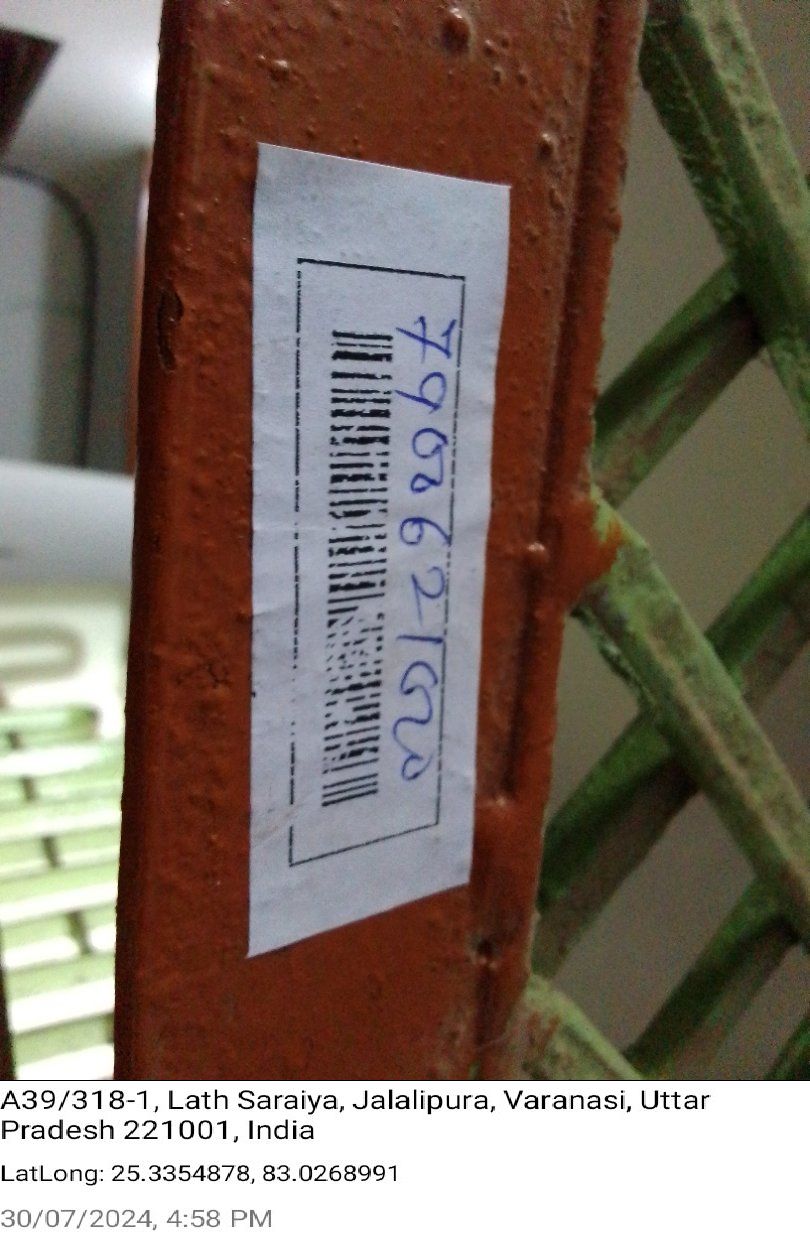 7900621000
A39/318-1, Lath Saraiya, Jalalipura, Varanasi, Uttar
Pradesh 221001, India
LatLong: 25.3354878, 83.0268991
30/07/2024, 4:58 PM